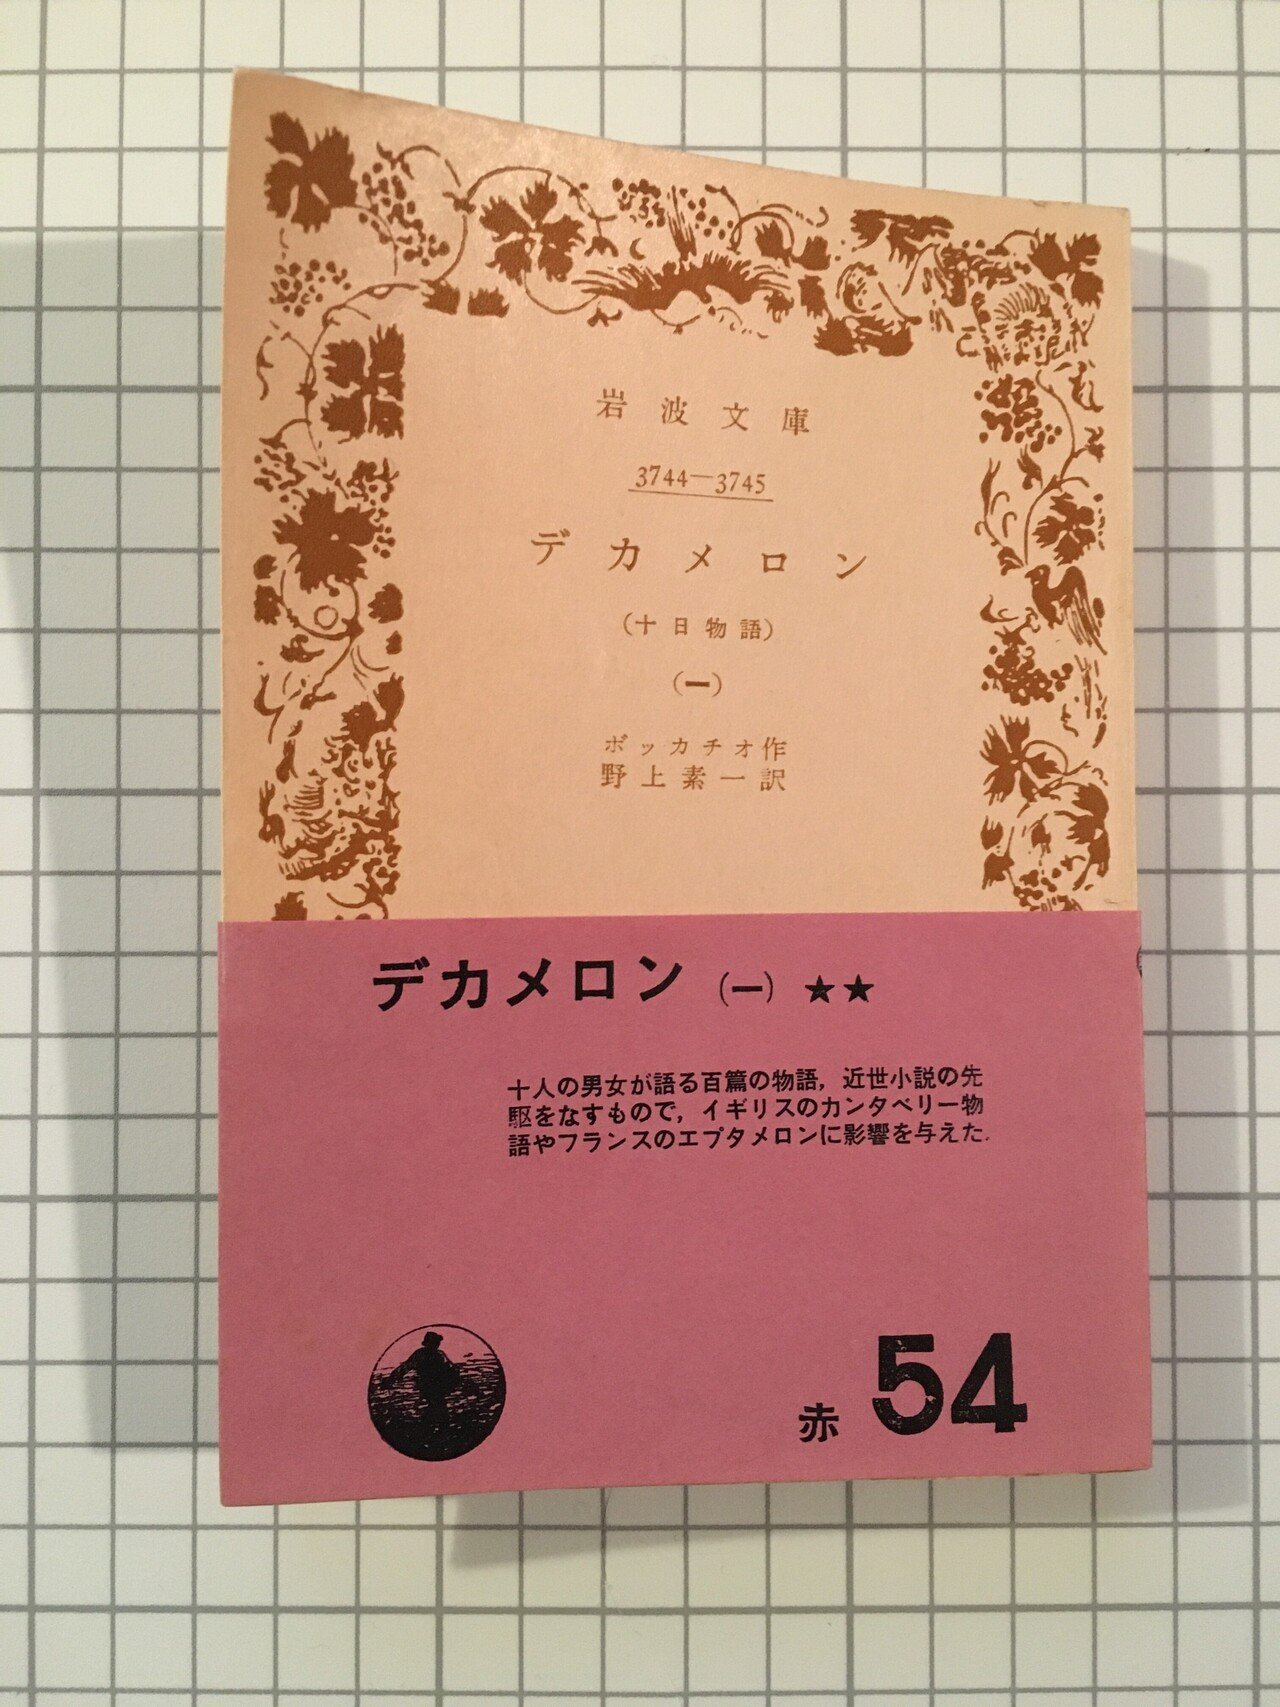 岩波文庫
3744―3745
デカメロン
(十日物語)
(一)
ボッカチオ作
野上素一訳
デカメロン (一) ★★
十人の男女が語る百篇の物語，近世小説の先
駆をなすもので，イギリスのカンタベリー物
語やフランスのエプタメロンに影響を与えた．
赤 54